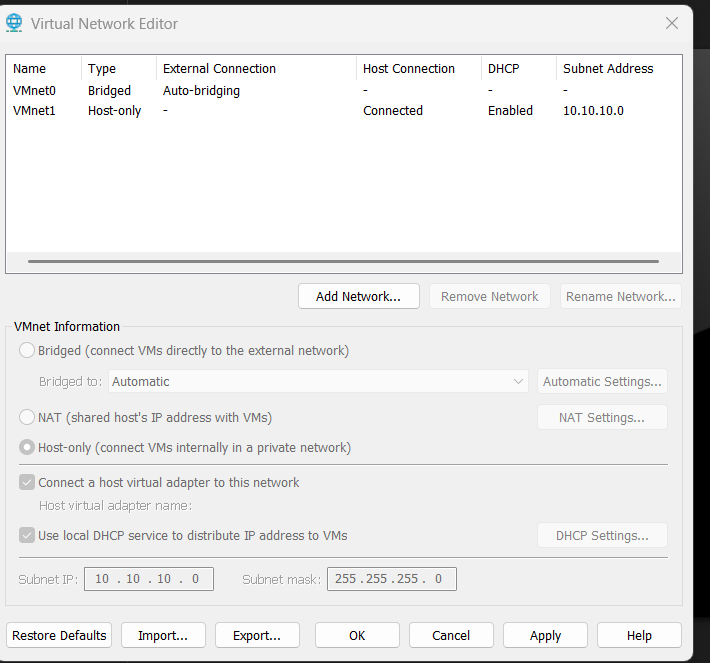 Virtual Network Editor
Name Type External Connection Host Connection DHCP Subnet Address
VMnet0 Bridged Auto-bridging - - -
VMnet1 Host-only - Connected Enabled 10.10.10.0
Add Network... Remove Network Rename Network...
VMnet Information
Bridged (connect VMs directly to the external network)
Bridged to: Automatic Automatic Settings...
NAT (shared host's IP address with VMs) NAT Settings...
Host-only (connect VMs internally in a private network)
Connect a host virtual adapter to this network
Host virtual adapter name:
Use local DHCP service to distribute IP address to VMs DHCP Settings...
Subnet IP: 10 . 10 . 10 . 0 Subnet mask: 255 . 255 . 255 . 0
Restore Defaults Import... Export... OK Cancel Apply Help